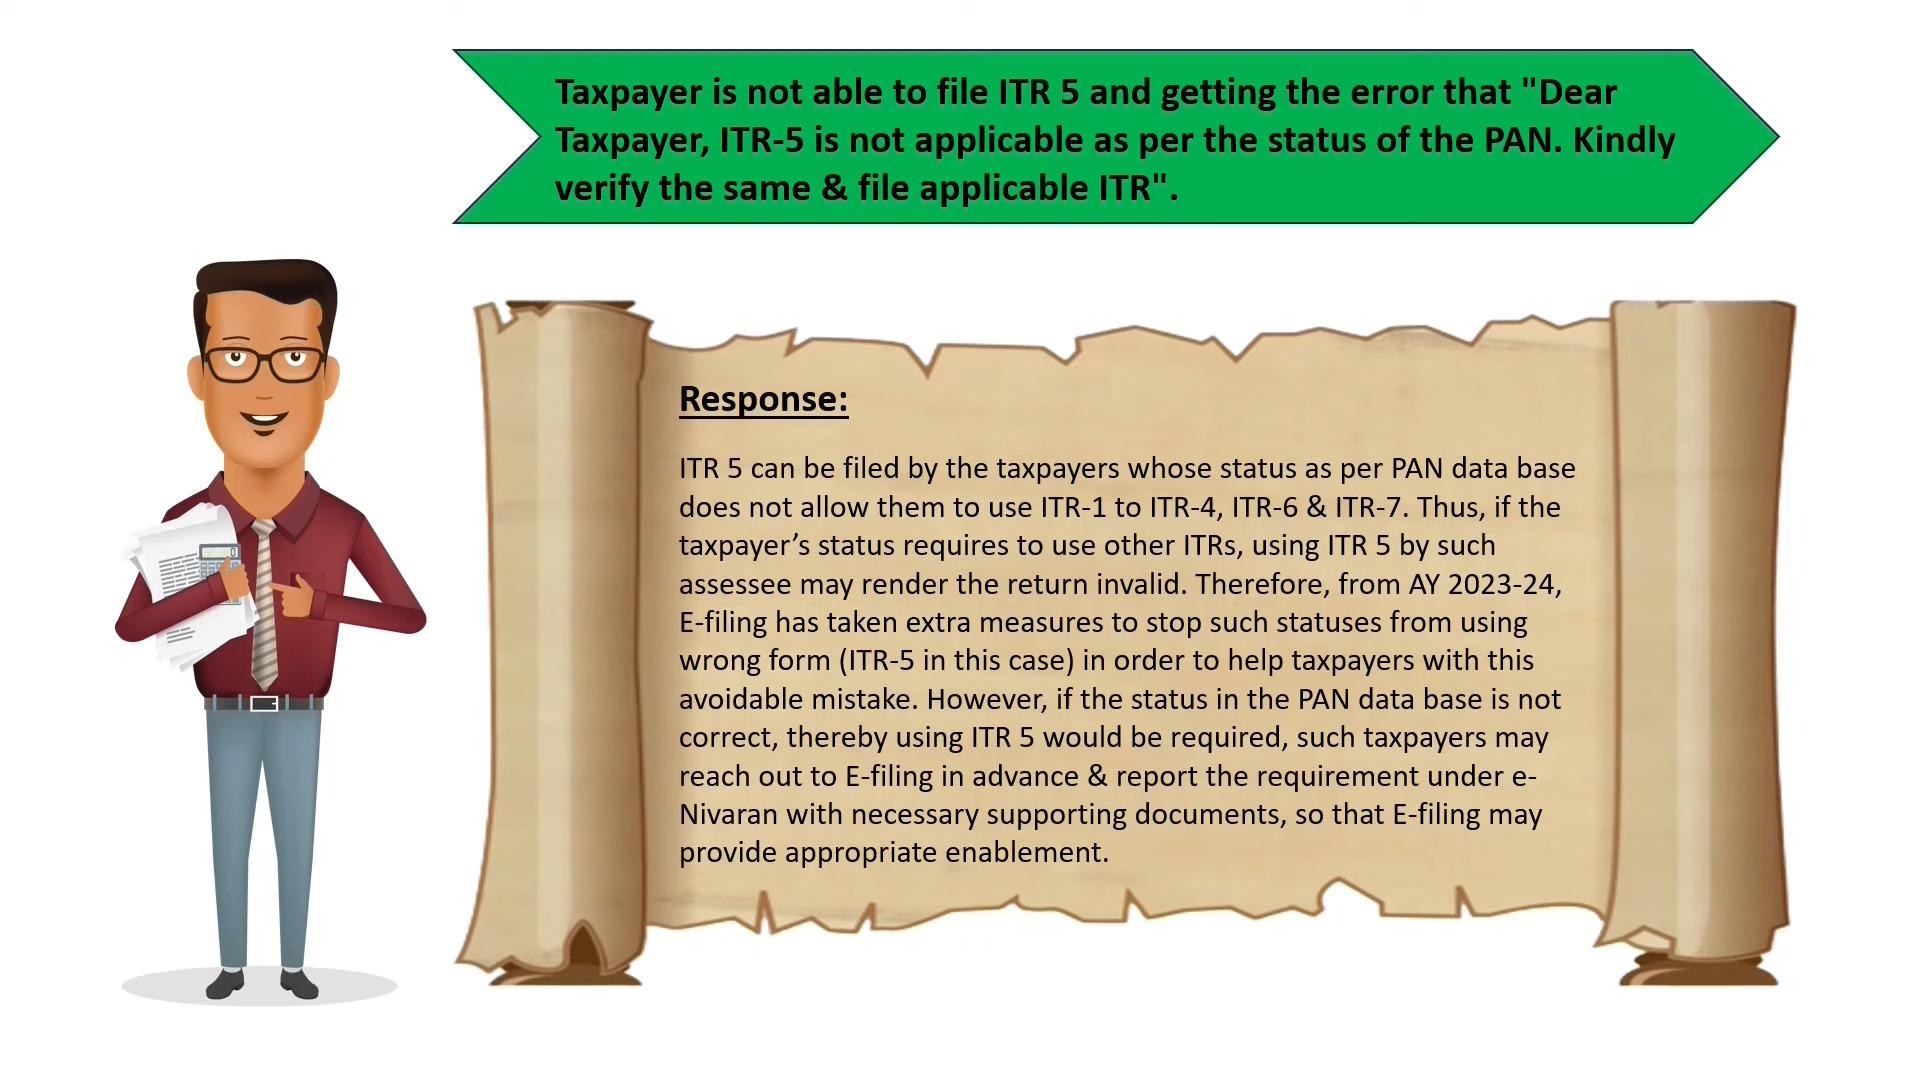 Taxpayer is not able to file ITR 5 and getting the error that "Dear
Taxpayer, ITR-5 is not applicable as per the status of the PAN. Kindly
verify the same & file applicable ITR".
Response:
ITR 5 can be filed by the taxpayers whose status as per PAN data base
does not allow them to use ITR-1 to ITR-4, ITR-6 & ITR-7. Thus, if the
taxpayer’s status requires to use other ITRs, using ITR 5 by such
assessee may render the return invalid. Therefore, from AY 2023-24,
E-filing has taken extra measures to stop such statuses from using
wrong form (ITR-5 in this case) in order to help taxpayers with this
avoidable mistake. However, if the status in the PAN data base is not
correct, thereby using ITR 5 would be required, such taxpayers may
reach out to E-filing in advance & report the requirement under e-
Nivaran with necessary supporting documents, so that E-filing may
provide appropriate enablement.